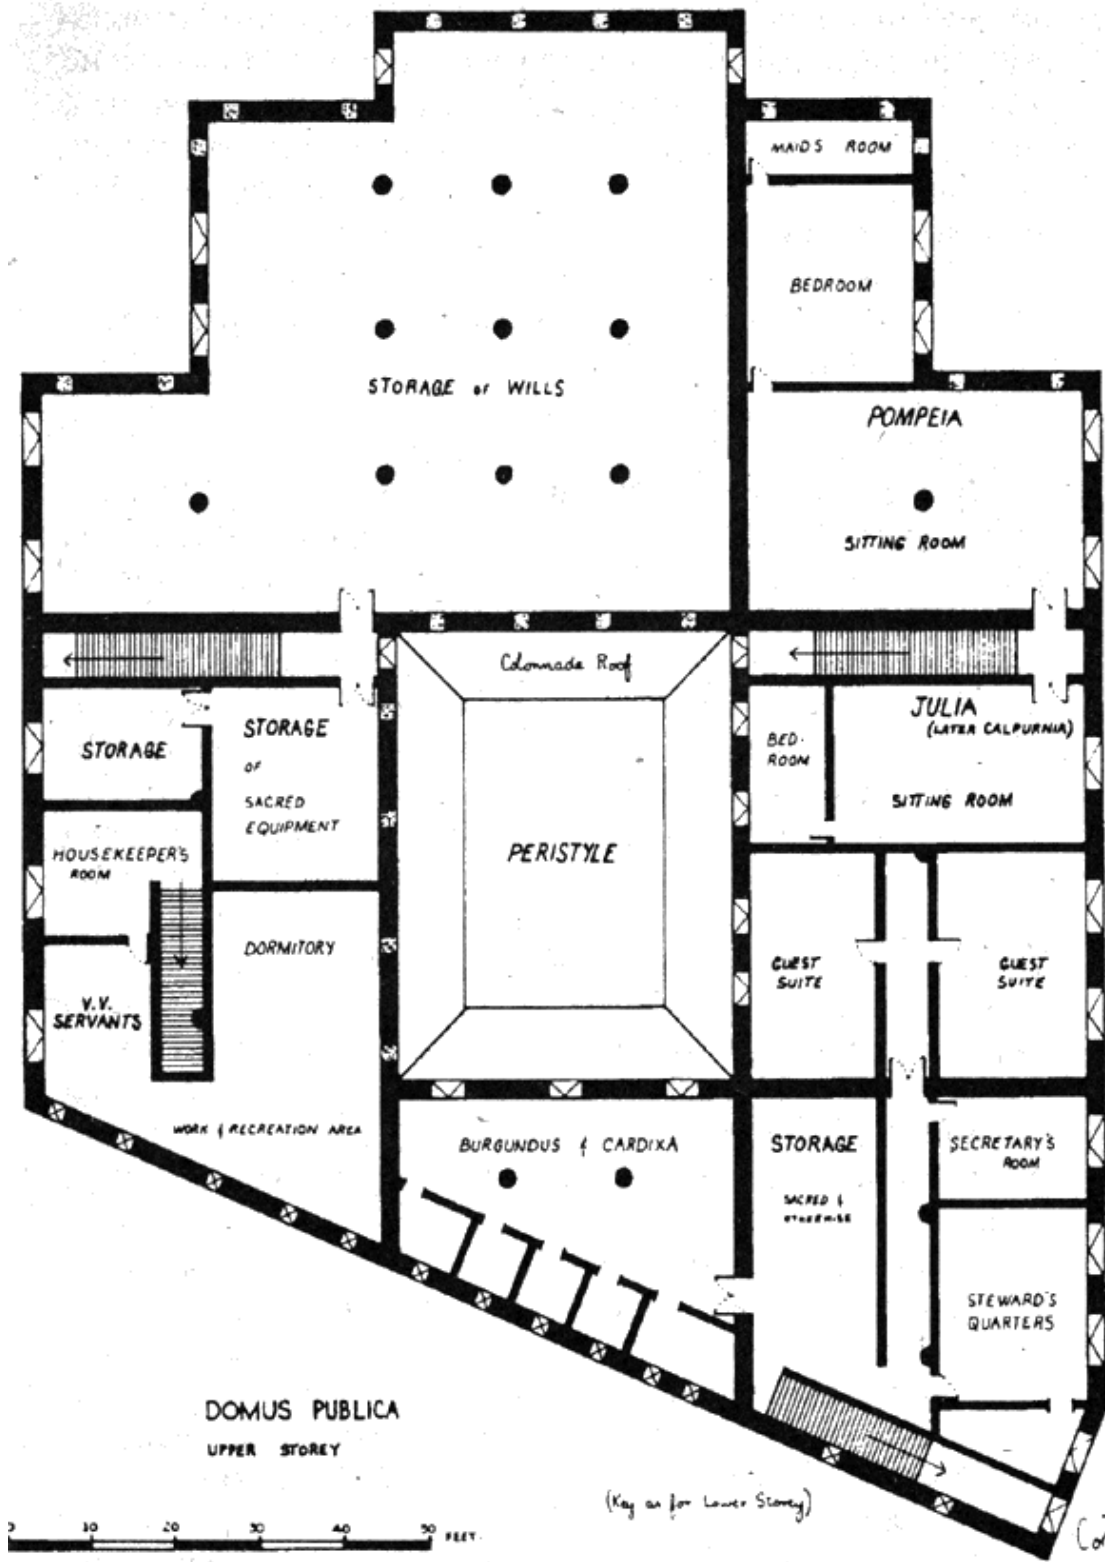 MAIDS ROOM
BEDROOM
STORAGE of WILLS
POMPEIA
SITTING ROOM
Colonnade Roof
STORAGE
STORAGE
OF
SACRED
EQUIPMENT
JULIA
(LATER CALPURNIA)
BED-
ROOM
SITTING ROOM
HOUSEKEEPER'S
ROOM
PERISTYLE
DORMITORY
GUEST
SUITE
GUEST
SUITE
V.V.
SERVANTS
WORK & RECREATION AREA
BURGUNDUS & CARDIXA
STORAGE
SACRED &
OTHERWISE
SECRETARY'S
ROOM
STEWARD'S
QUARTERS
DOMUS PUBLICA
UPPER STOREY
(Key as for Lower Storey)
0 10 20 30 40 50 FEET.